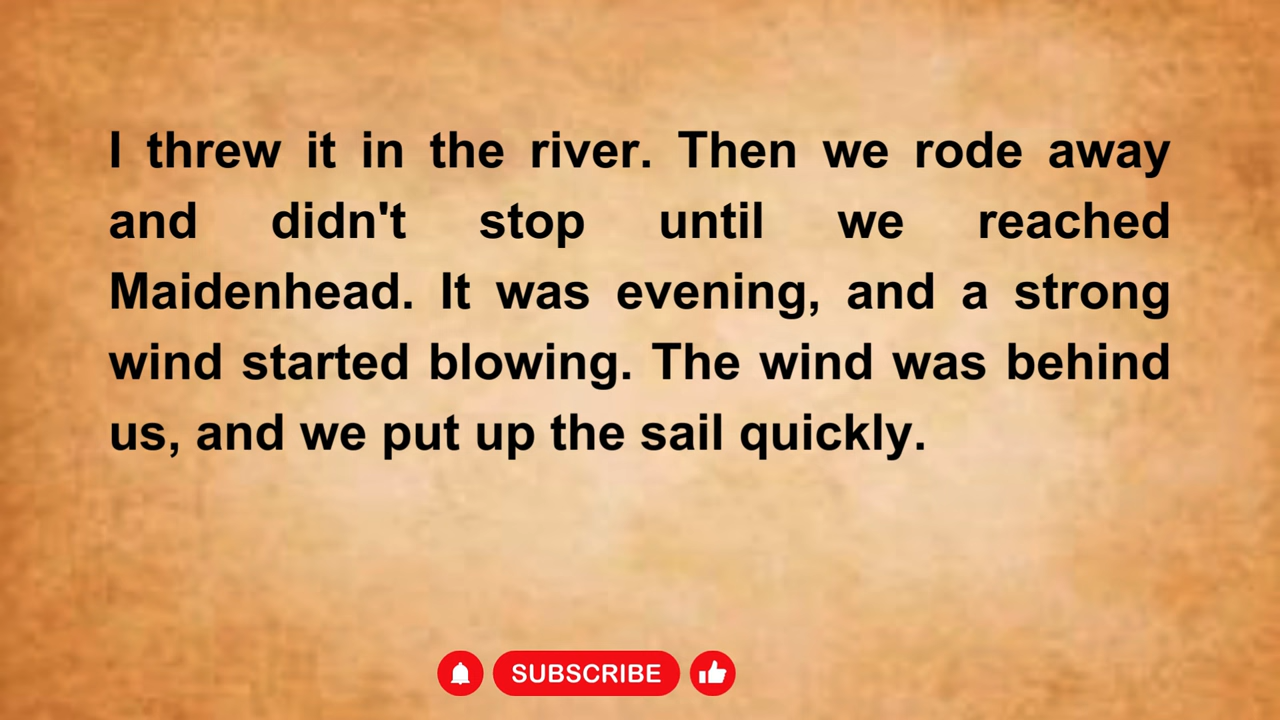 I threw it in the river. Then we rode away
and didn't stop until we reached
Maidenhead. It was evening, and a strong
wind started blowing. The wind was behind
us, and we put up the sail quickly.
SUBSCRIBE